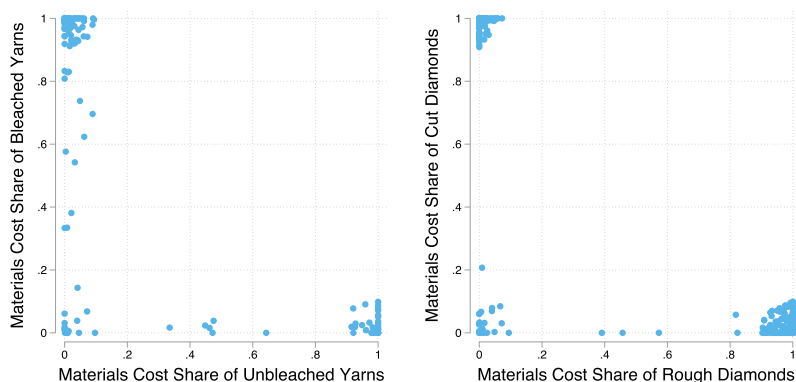 Materials Cost Share of Bleached Yarns
1
.8
.6
.4
.2
0
0 .2 .4 .6 .8 1
Materials Cost Share of Unbleached Yarns
Materials Cost Share of Cut Diamonds
1
.8
.6
.4
.2
0
0 .2 .4 .6 .8 1
Materials Cost Share of Rough Diamonds